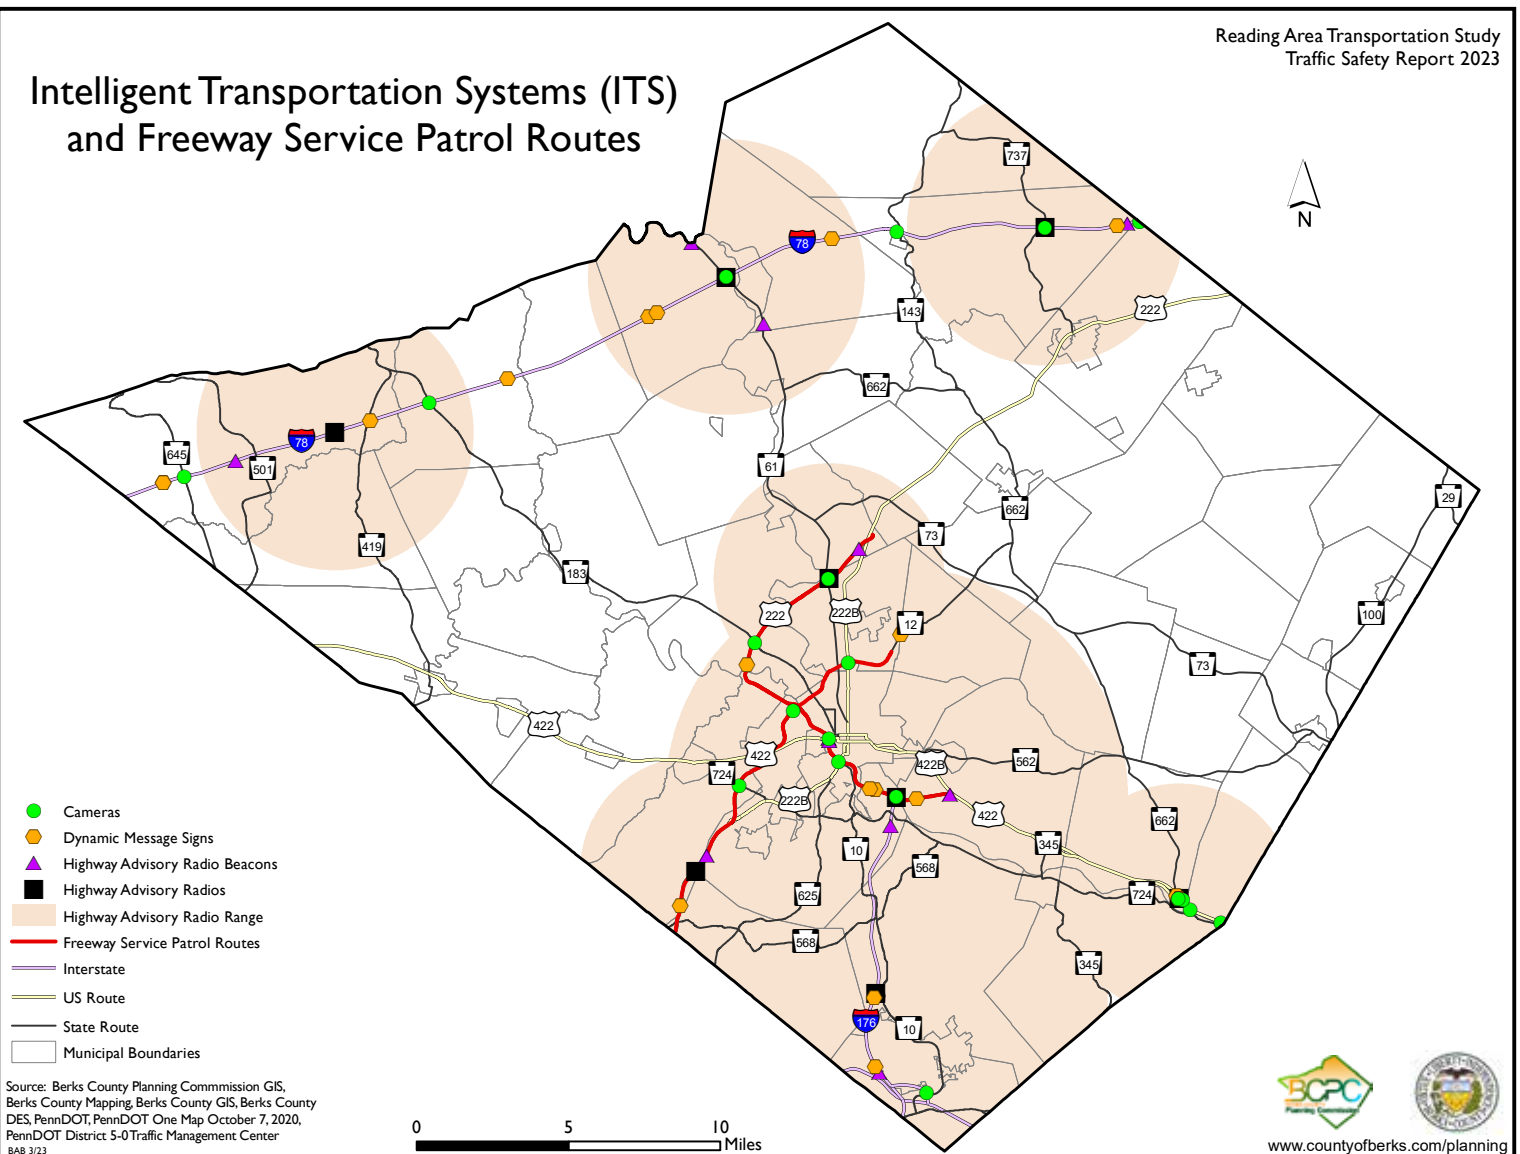 Reading Area Transportation Study
Traffic Safety Report 2023
Intelligent Transportation Systems (ITS)
and Freeway Service Patrol Routes
N
737
78
143
222
662
78
645
501
61
29
662
73
419
183
100
222
222B
12
73
422
422
562
422B
724
222B
422
662
345
10
568
724
625
568
345
176
10
Cameras
Dynamic Message Signs
Highway Advisory Radio Beacons
Highway Advisory Radios
Highway Advisory Radio Range
Freeway Service Patrol Routes
Interstate
US Route
State Route
Municipal Boundaries
Source: Berks County Planning Commmission GIS,
Berks County Mapping, Berks County GIS, Berks County
DES, PennDOT, PennDOT One Map October 7, 2020,
PennDOT District 5-0 Traffic Management Center
BAB 3/23
0 5 10
Miles
BCPC
Planning Commission
www.countyofberks.com/planning